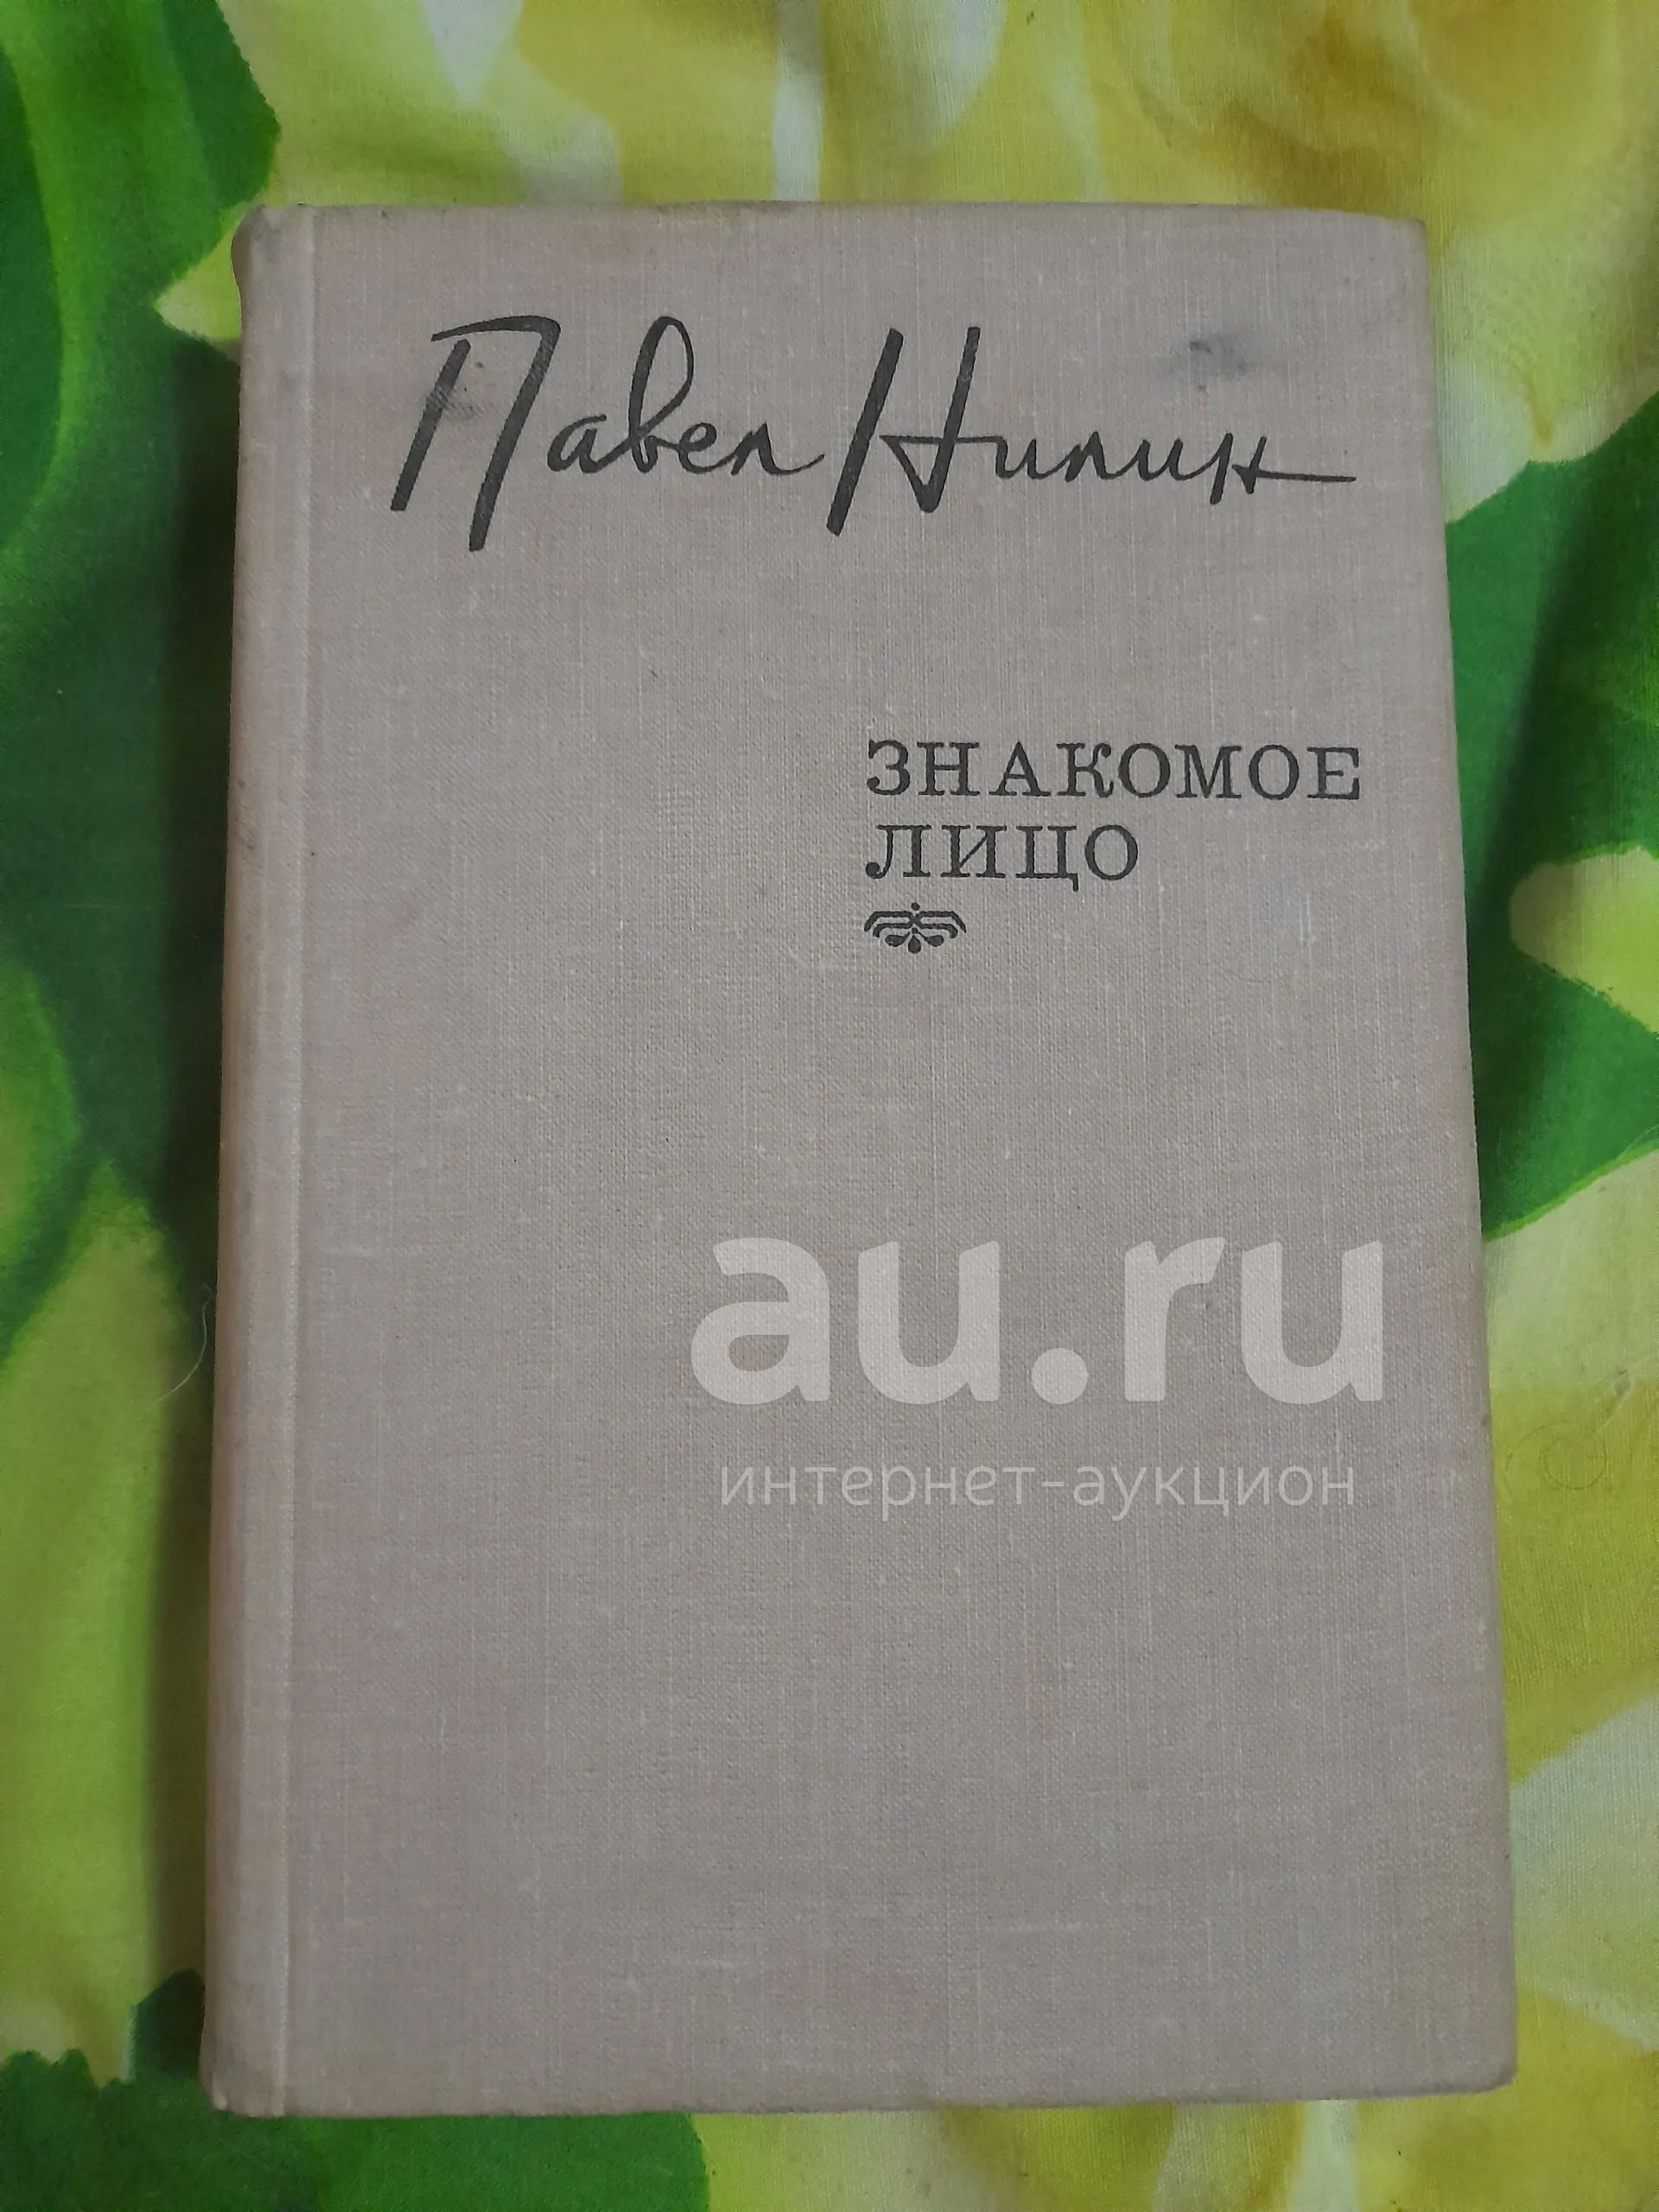 Павел Нилин
ЗНАКОМОЕ
ЛИЦО
au.ru
интернет-аукцион